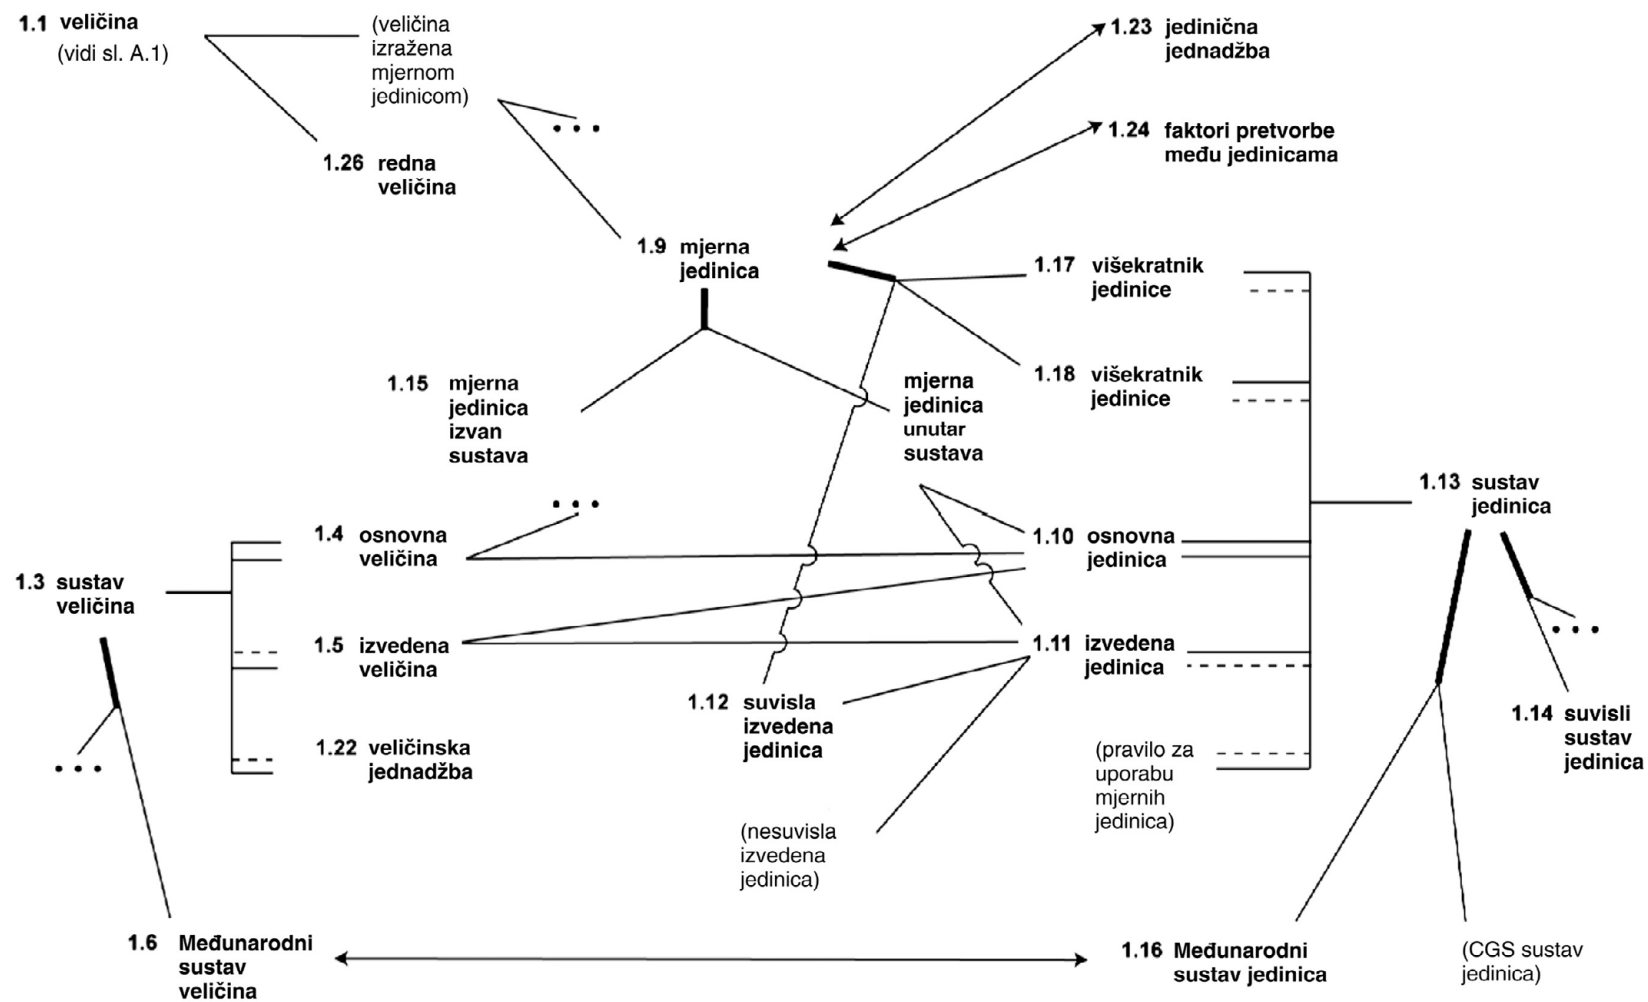 1.1 veličina
(vidi sl. A.1)
(veličina
izražena
mjernom
jedinicom)
1.26 redna
veličina
1.23 jedinična
jednadžba
1.24 faktori pretvorbe
među jedinicama
1.9 mjerna
jedinica
1.17 višekratnik
jedinice
1.18 višekratnik
jedinice
1.15 mjerna
jedinica
izvan
sustava
mjerna
jedinica
unutar
sustava
1.13 sustav
jedinica
1.4 osnovna
veličina
1.10 osnovna
jedinica
1.3 sustav
veličina
1.5 izvedena
veličina
1.11 izvedena
jedinica
1.12 suvisla
izvedena
jedinica
1.14 suvisli
sustav
jedinica
1.22 veličinska
jednadžba
(pravilo za
uporabu
mjernih
jedinica)
(nesuvisla
izvedena
jedinica)
1.6 Međunarodni
sustav
veličina
1.16 Međunarodni
sustav jedinica
(CGS sustav
jedinica)